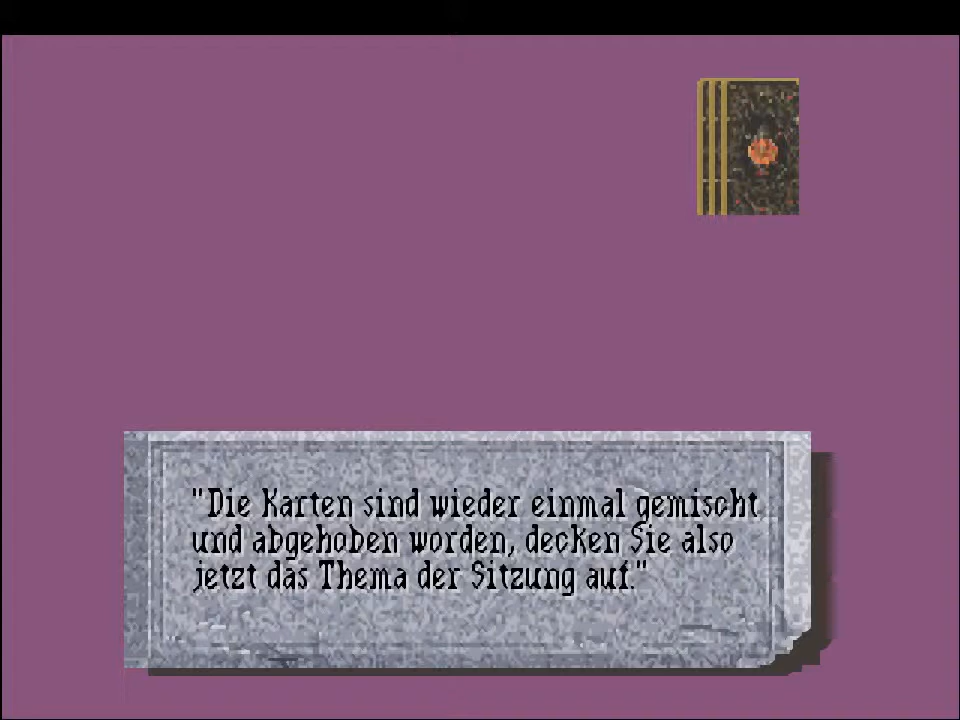 "Die Karten sind wieder einmal gemischt
und abgehoben worden, decken Sie also
jetzt das Thema der Sitzung auf."